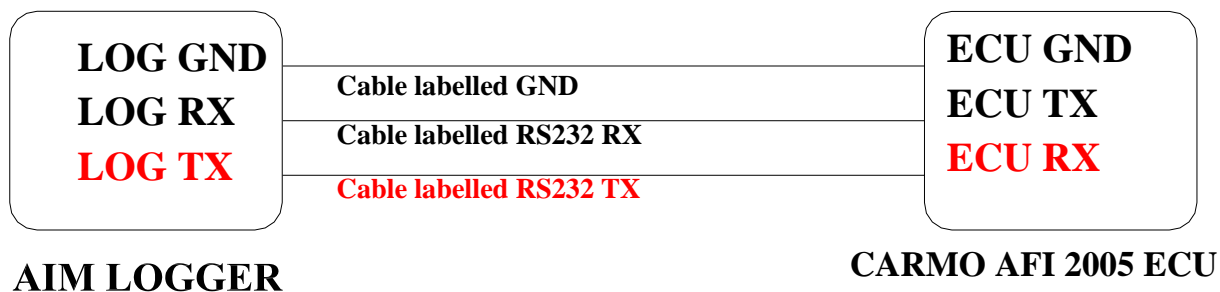 LOG GND
LOG RX
LOG TX
Cable labelled GND
Cable labelled RS232 RX
Cable labelled RS232 TX
ECU GND
ECU TX
ECU RX
AIM LOGGER
CARMO AFI 2005 ECU